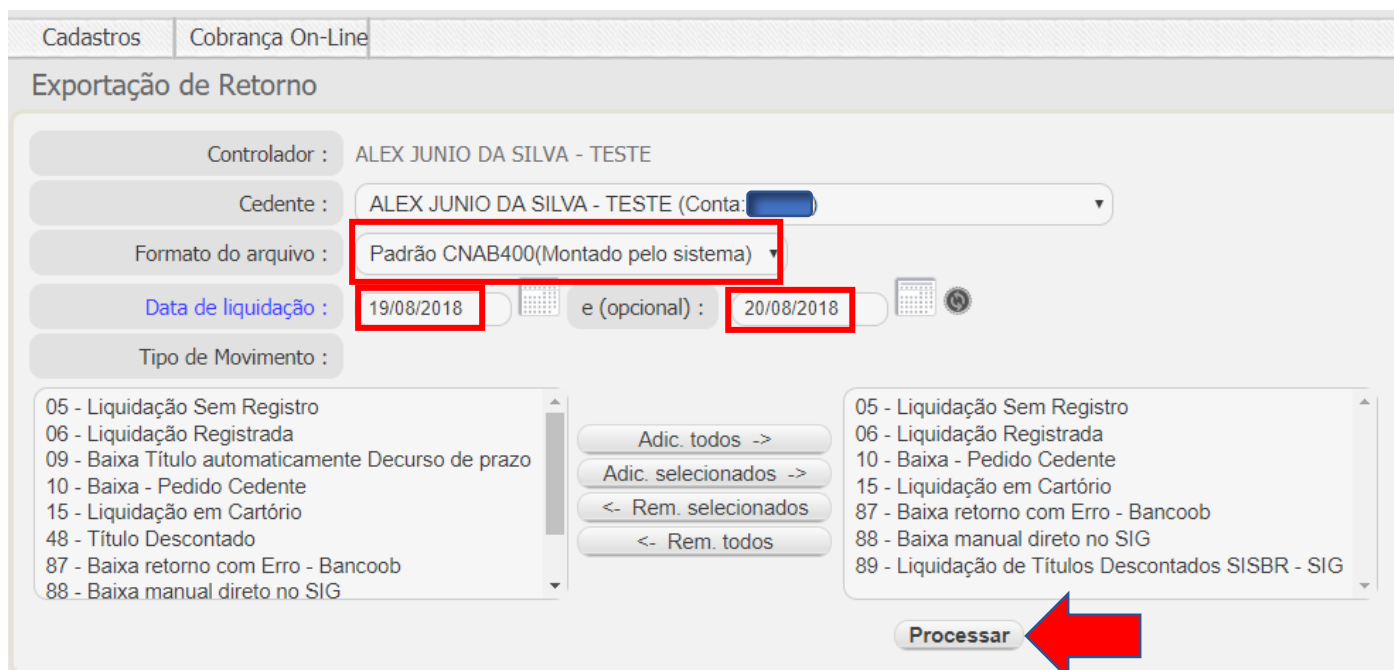 Cadastros Cobrança On-Line
Exportação de Retorno
Controlador : ALEX JUNIO DA SILVA - TESTE
Cedente : ALEX JUNIO DA SILVA - TESTE (Conta: )
Formato do arquivo : Padrão CNAB400(Montado pelo sistema)
Data de liquidação : 19/08/2018 e (opcional) : 20/08/2018
Tipo de Movimento :
05 - Liquidação Sem Registro
06 - Liquidação Registrada
09 - Baixa Título automaticamente Decurso de prazo
10 - Baixa - Pedido Cedente
15 - Liquidação em Cartório
48 - Título Descontado
87 - Baixa retorno com Erro - Bancoob
88 - Baixa manual direto no SIG
Adic. todos ->
Adic. selecionados ->
<- Rem. selecionados
<- Rem. todos
05 - Liquidação Sem Registro
06 - Liquidação Registrada
10 - Baixa - Pedido Cedente
15 - Liquidação em Cartório
87 - Baixa retorno com Erro - Bancoob
88 - Baixa manual direto no SIG
89 - Liquidação de Títulos Descontados SISBR - SIG
Processar